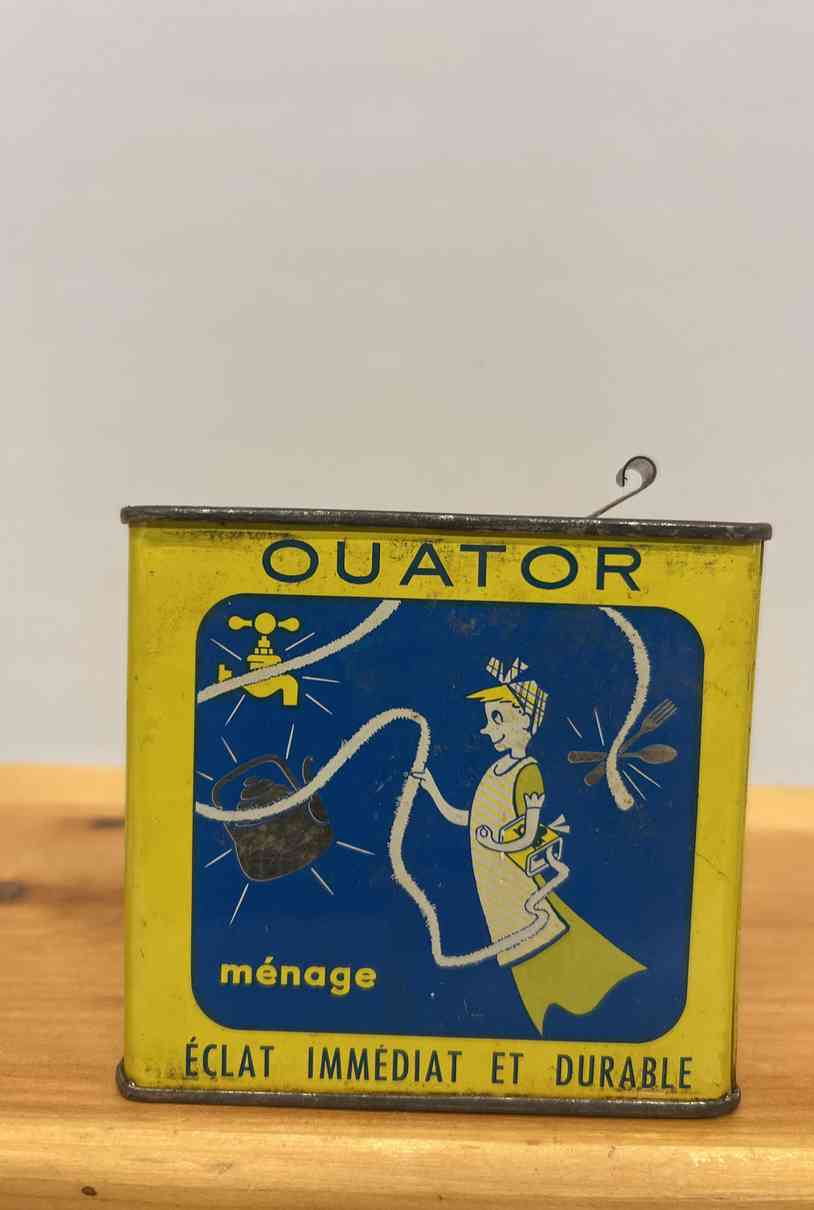 OUATOR
ménage
ÉCLAT IMMÉDIAT ET DURABLE